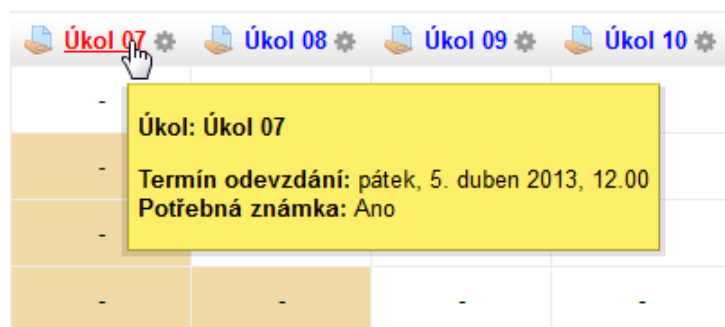 Úkol 07 Úkol 08 Úkol 09 Úkol 10
-
Úkol: Úkol 07
-
Termín odevzdání: pátek, 5. duben 2013, 12.00
Potřebná známka: Ano
-
- - - -